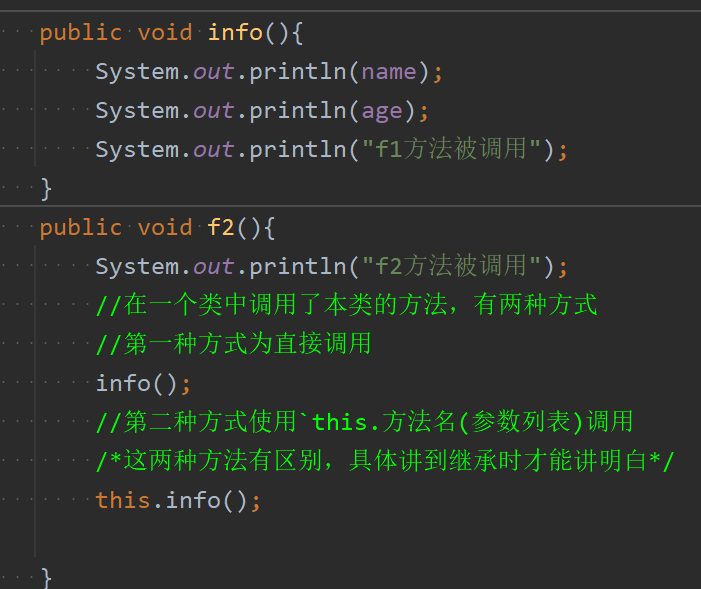 public void info(){
System.out.println(name);
System.out.println(age);
System.out.println("f1方法被调用");
}
public void f2(){
System.out.println("f2方法被调用");
//在一个类中调用了本类的方法，有两种方式
//第一种方式为直接调用
info();
//第二种方式使用`this.方法名(参数列表)调用
/*这两种方法有区别，具体讲到继承时才能讲明白*/
this.info();
}